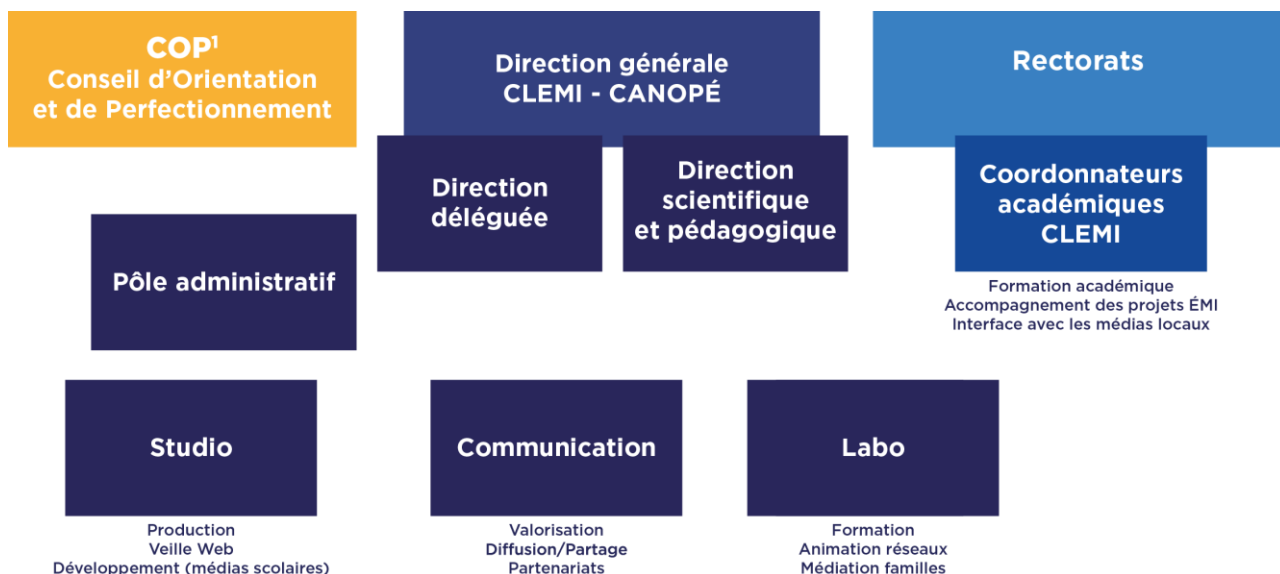 COP¹
Conseil d'Orientation
et de Perfectionnement
Direction générale
CLEMI - CANOPÉ
Rectorats
Direction
déléguée
Direction
scientifique
et pédagogique
Coordonnateurs
académiques
CLEMI
Formation académique
Accompagnement des projets ÉMI
Interface avec les médias locaux
Pôle administratif
Studio
Production
Veille Web
Développement (médias scolaires)
Communication
Valorisation
Diffusion/Partage
Partenariats
Labo
Formation
Animation réseaux
Médiation familles